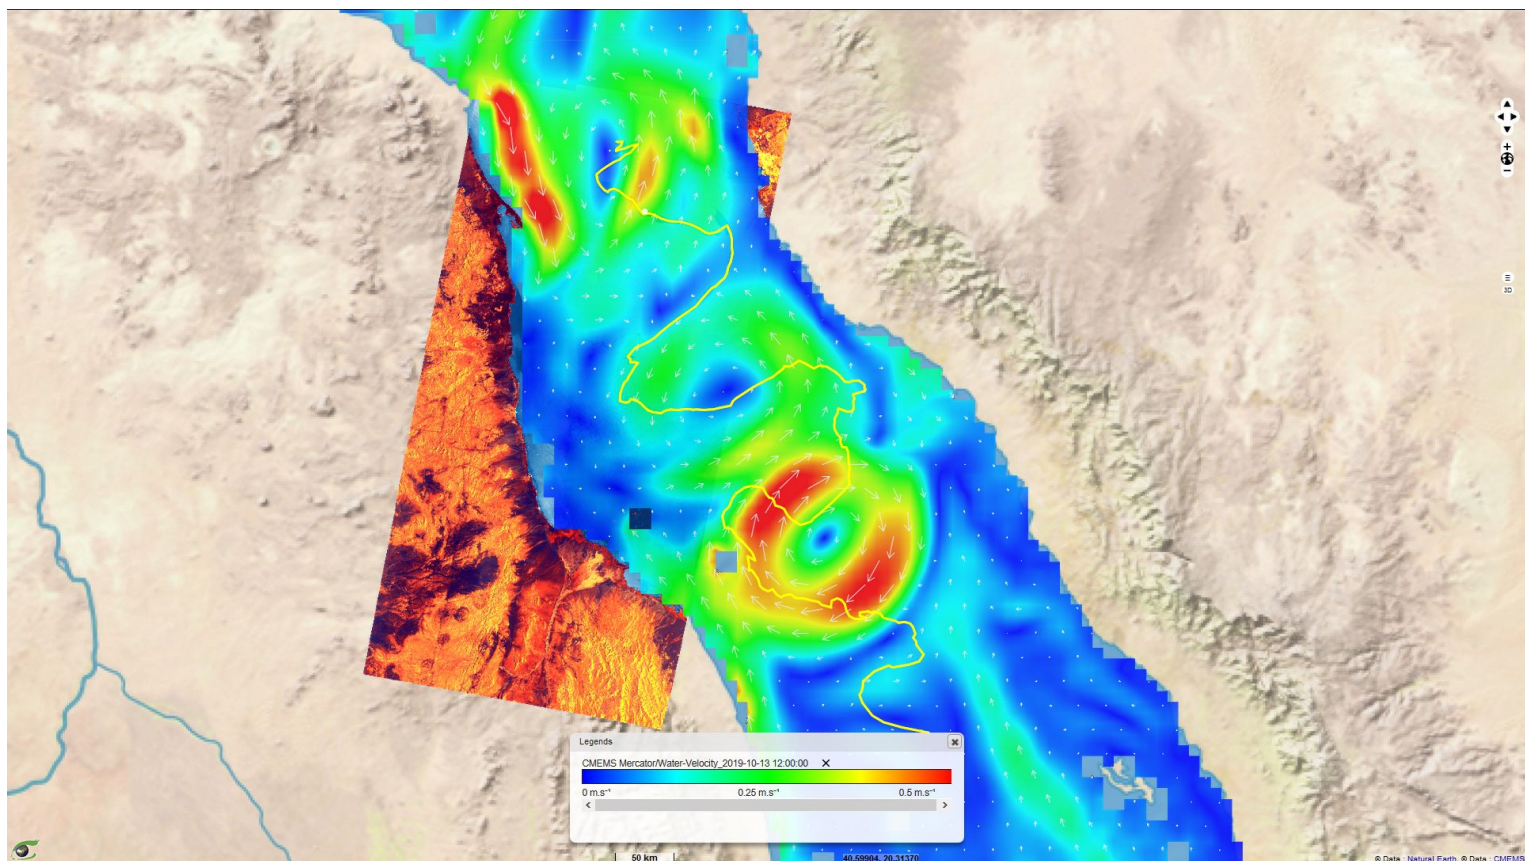 +
−
3D
Legends
CMEMS Mercator/Water-Velocity_2019-10-13 12:00:00
0 m.s⁻¹ 0.25 m.s⁻¹ 0.5 m.s⁻¹
50 km
40.59904, 20.31370
© Data : Natural Earth, © Data : CMEMS